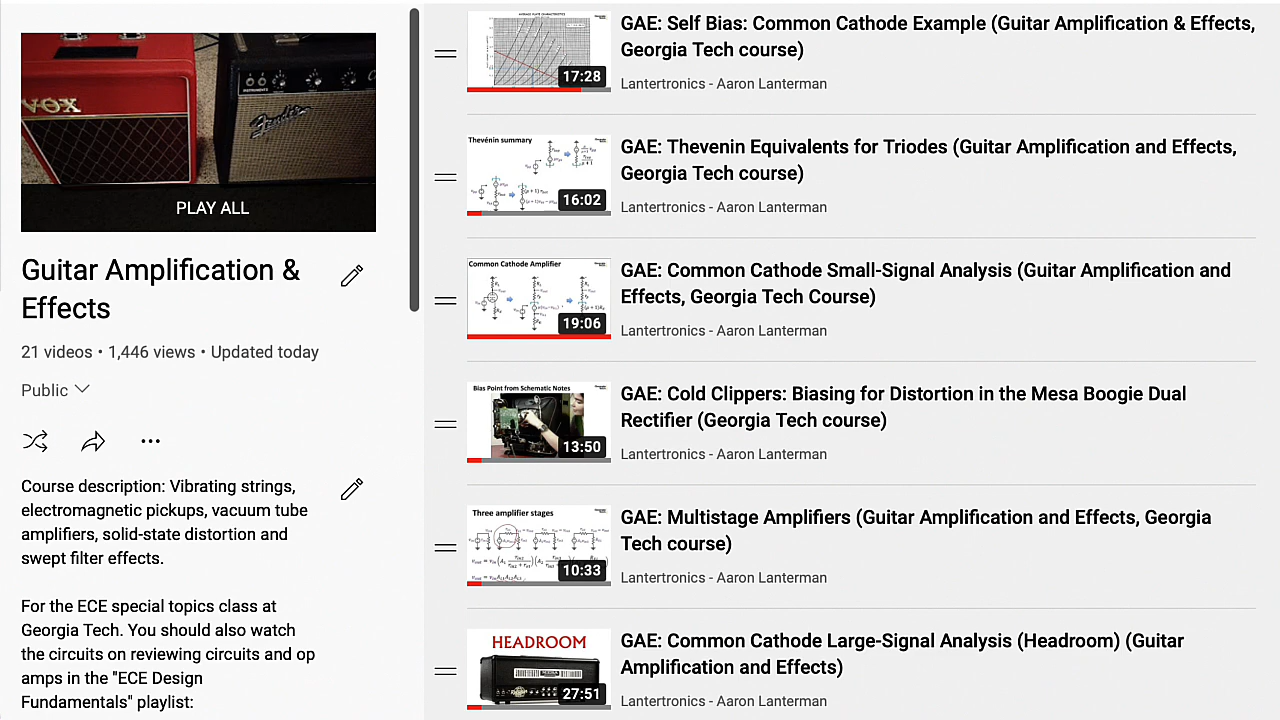 VOX
Fender
PLAY ALL
Guitar Amplification &
Effects
21 videos • 1,446 views • Updated today
Public
Course description: Vibrating strings,
electromagnetic pickups, vacuum tube
amplifiers, solid-state distortion and
swept filter effects.
For the ECE special topics class at
Georgia Tech. You should also watch
the circuits on reviewing circuits and op
amps in the "ECE Design
Fundamentals" playlist:
17:28
GAE: Self Bias: Common Cathode Example (Guitar Amplification & Effects,
Georgia Tech course)
Lantertronics - Aaron Lanterman
Thevénin summary
16:02
GAE: Thevenin Equivalents for Triodes (Guitar Amplification and Effects,
Georgia Tech course)
Lantertronics - Aaron Lanterman
Common Cathode Amplifier
19:06
GAE: Common Cathode Small-Signal Analysis (Guitar Amplification and
Effects, Georgia Tech Course)
Lantertronics - Aaron Lanterman
Bias Point from Schematic Notes
13:50
GAE: Cold Clippers: Biasing for Distortion in the Mesa Boogie Dual
Rectifier (Georgia Tech course)
Lantertronics - Aaron Lanterman
Three amplifier stages
10:33
GAE: Multistage Amplifiers (Guitar Amplification and Effects, Georgia
Tech course)
Lantertronics - Aaron Lanterman
HEADROOM
27:51
GAE: Common Cathode Large-Signal Analysis (Headroom) (Guitar
Amplification and Effects)
Lantertronics - Aaron Lanterman